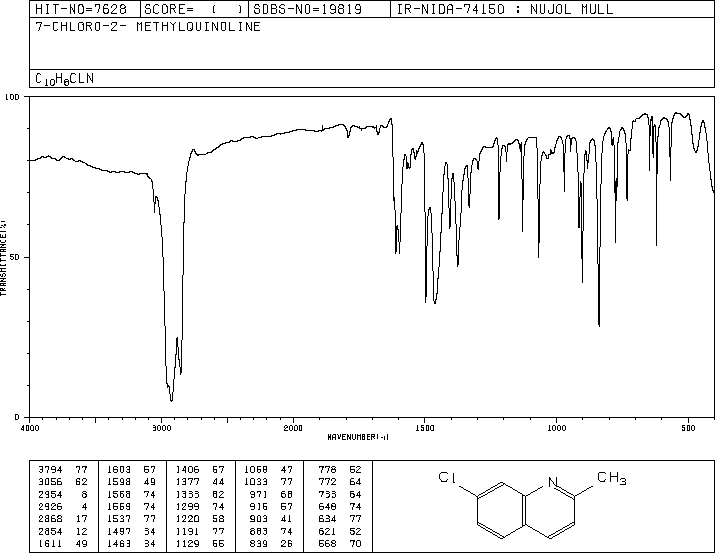 HIT-NO=7628 SCORE= ( ) SDBS-NO=19819 IR-NIDA-74150 : NUJOL MULL
7-CHLORO-2- METHYLQUINOLINE
C10H8CLN
100
50
0
TRANSMITTANCE(%)
4000 3000 2000 1500 1000 500
WAVENUMBER(-1)
3794 77 1603 57 1406 57 1068 47 778 52
3056 62 1598 49 1377 44 1033 77 772 64
2954 8 1568 74 1333 62 971 68 733 64
2926 4 1559 74 1299 74 916 57 648 74
2868 17 1537 77 1220 58 903 41 634 77
2854 12 1497 34 1191 77 883 74 621 52
1611 49 1463 34 1129 55 839 26 568 70
Cl N CH3